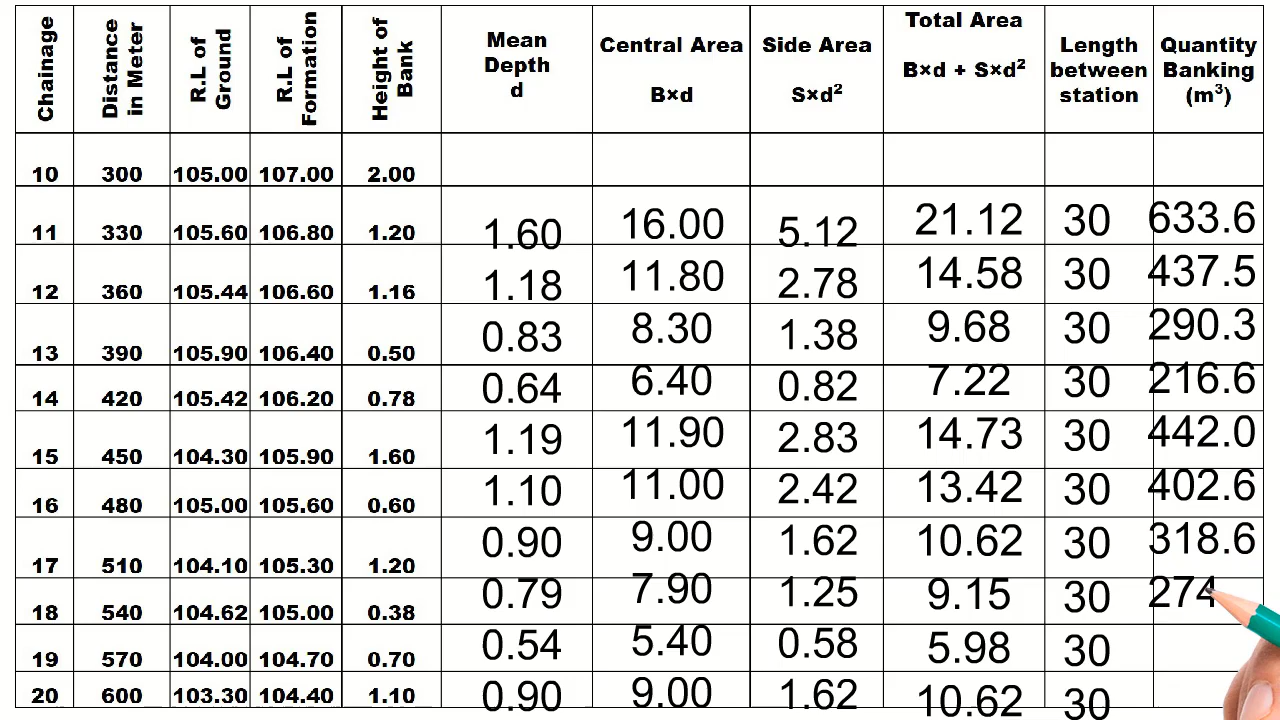 Chainage Distance in Meter R.L of Ground R.L of Formation Height of Bank Mean Depth d Central Area B×d Side Area S×d² Total Area B×d + S×d² Length between station Quantity Banking (m³)
10 300 105.00 107.00 2.00
11 330 105.60 106.80 1.20 1.60 16.00 5.12 21.12 30 633.6
12 360 105.44 106.60 1.16 1.18 11.80 2.78 14.58 30 437.5
13 390 105.90 106.40 0.50 0.83 8.30 1.38 9.68 30 290.3
14 420 105.42 106.20 0.78 0.64 6.40 0.82 7.22 30 216.6
15 450 104.30 105.90 1.60 1.19 11.90 2.83 14.73 30 442.0
16 480 105.00 105.60 0.60 1.10 11.00 2.42 13.42 30 402.6
17 510 104.10 105.30 1.20 0.90 9.00 1.62 10.62 30 318.6
18 540 104.62 105.00 0.38 0.79 7.90 1.25 9.15 30 274
19 570 104.00 104.70 0.70 0.54 5.40 0.58 5.98 30
20 600 103.30 104.40 1.10 0.90 9.00 1.62 10.62 30